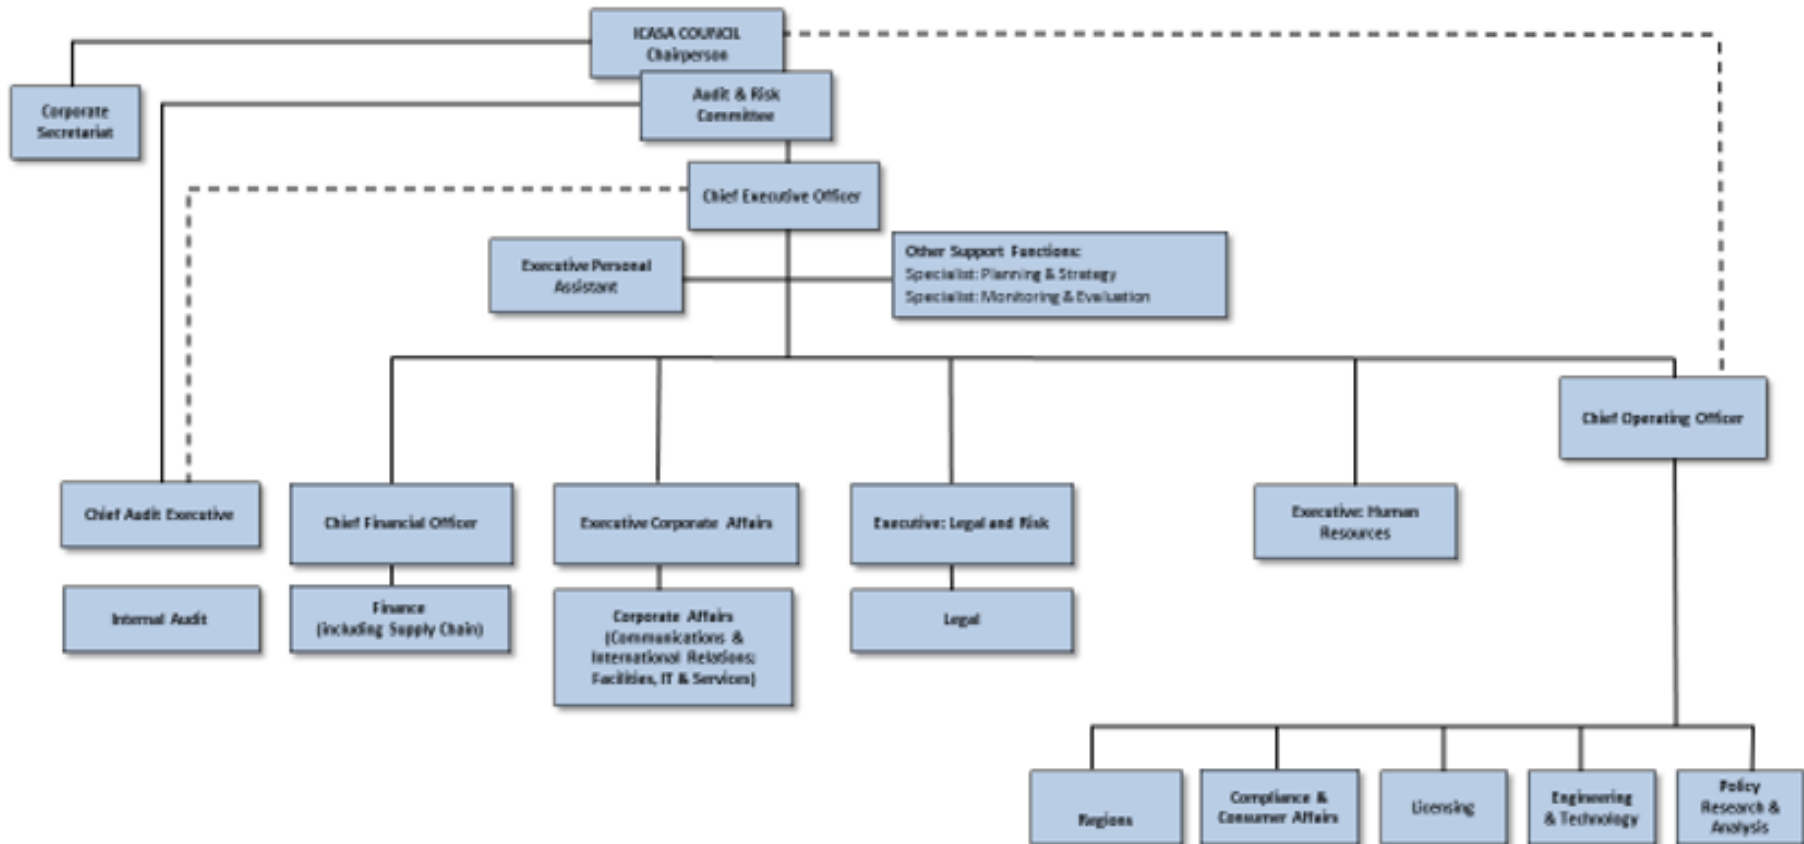 ICASA COUNCIL
Chairperson
Corporate
Secretariat
Audit & Risk
Committee
Chief Executive Officer
Executive Personal
Assistant
Other Support Functions:
Specialist: Planning & Strategy
Specialist: Monitoring & Evaluation
Chief Operating Officer
Chief Audit Executive
Chief Financial Officer
Executive Corporate Affairs
Executive: Legal and Risk
Executive: Human
Resources
Internal Audit
Finance
(including Supply Chain)
Corporate Affairs
(Communications &
International Relations;
Facilities, IT & Services)
Legal
Regions
Compliance &
Consumer Affairs
Licensing
Engineering
& Technology
Policy
Research &
Analysis